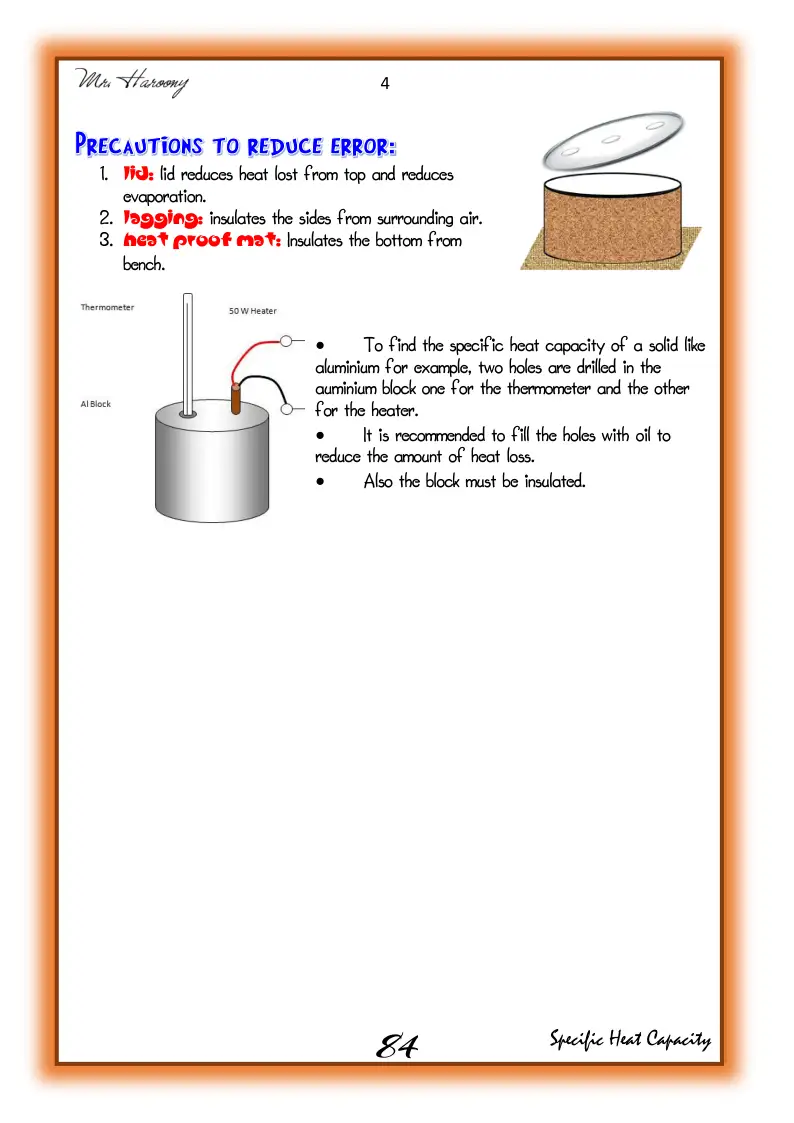 Mr. Haroony
4
Precautions to reduce error:
1. lid: lid reduces heat lost from top and reduces
evaporation.
2. lagging: insulates the sides from surrounding air.
3. heat proof mat: Insulates the bottom from
bench.
Thermometer
50 W Heater
Al Block
• To find the specific heat capacity of a solid like
aluminium for example, two holes are drilled in the
auminium block one for the thermometer and the other
for the heater.
• It is recommended to fill the holes with oil to
reduce the amount of heat loss.
• Also the block must be insulated.
84
Specific Heat Capacity